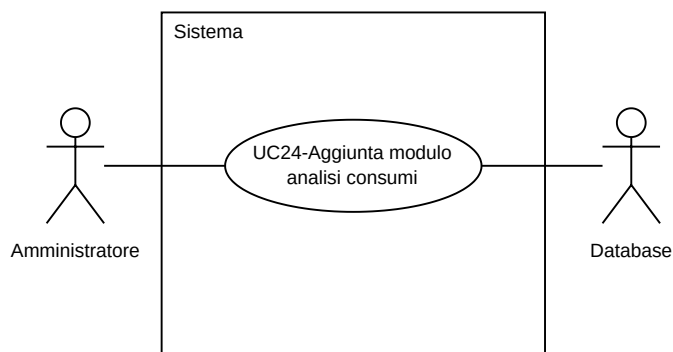 Sistema
UC24-Aggiunta modulo
analisi consumi
Amministratore
Database